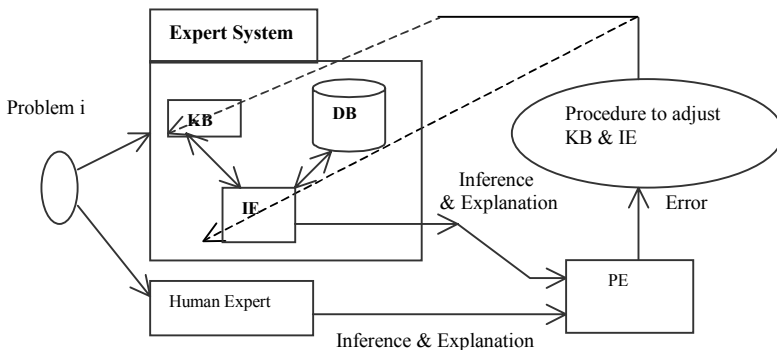 Expert System
Problem i
KB
DB
Procedure to adjust
KB & IE
IE
Inference
& Explanation
Error
PE
Human Expert
Inference & Explanation